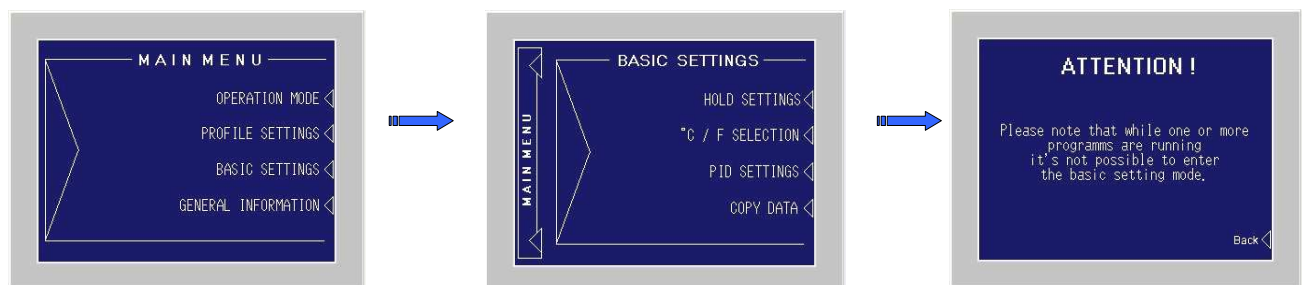 MAIN MENU
OPERATION MODE
PROFILE SETTINGS
BASIC SETTINGS
GENERAL INFORMATION
MAIN MENU
BASIC SETTINGS
HOLD SETTINGS
°C / F SELECTION
PID SETTINGS
COPY DATA
ATTENTION !
Please note that while one or more
programms are running
it's not possible to enter
the basic setting mode.
Back